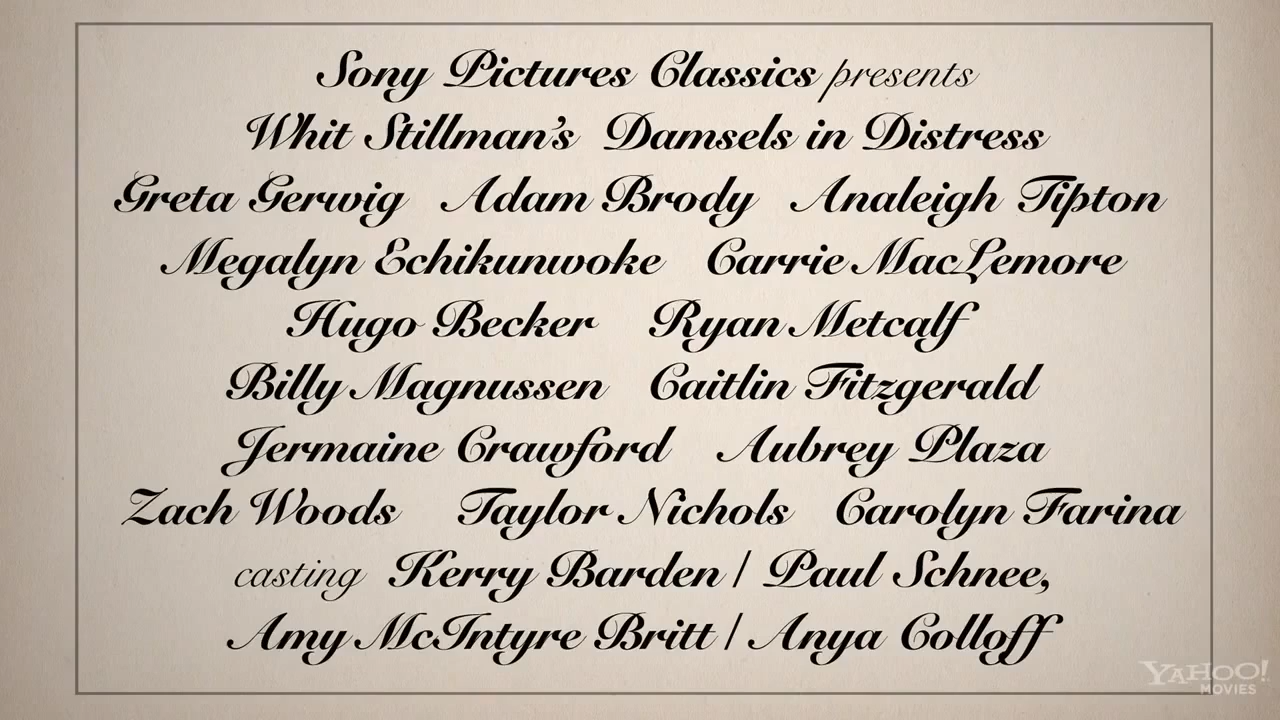 Sony Pictures Classics presents
Whit Stillman's Damsels in Distress
Greta Gerwig Adam Brody Analeigh Tipton
Megalyn Echikunwoke Carrie MacLemore
Hugo Becker Ryan Metcalf
Billy Magnussen Caitlin Fitzgerald
Jermaine Crawford Aubrey Plaza
Zach Woods Taylor Nichols Carolyn Farina
casting Kerry Barden / Paul Schnee,
Amy McIntyre Britt / Anya Colloff
YAHOO!
MOVIES